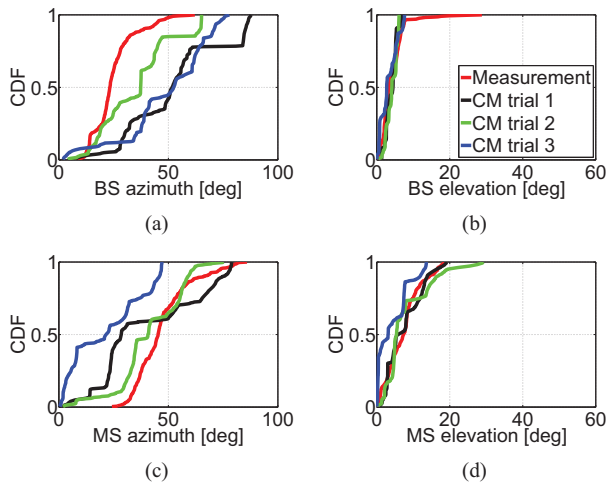 1
0.5
0
CDF
0 50 100
BS azimuth [deg]
(a)
1
0.5
0
CDF
0 20 40 60
BS elevation [deg]
Measurement
CM trial 1
CM trial 2
CM trial 3
(b)
1
0.5
0
CDF
0 50 100
MS azimuth [deg]
(c)
1
0.5
0
CDF
0 20 40 60
MS elevation [deg]
(d)